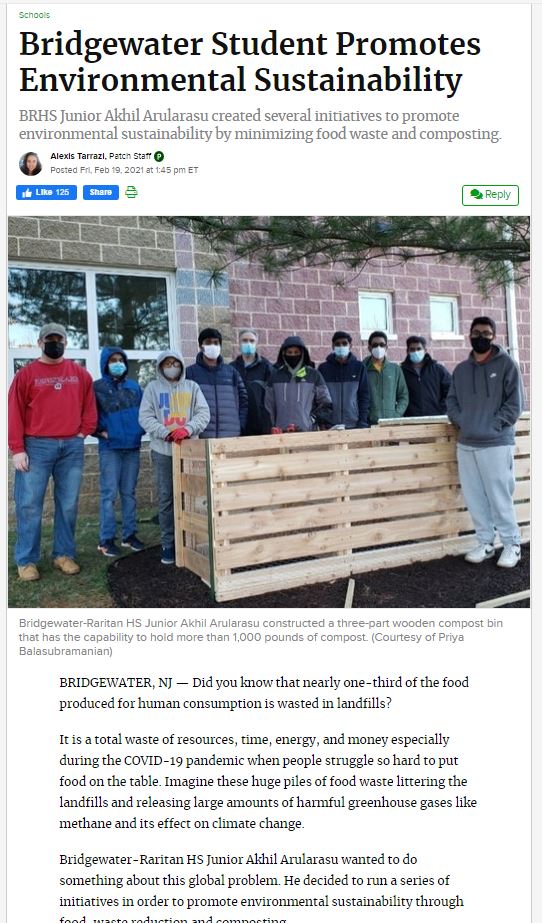 Schools
Bridgewater Student Promotes
Environmental Sustainability
BRHS Junior Akhil Arularasu created several initiatives to promote
environmental sustainability by minimizing food waste and composting.
Alexis Tarrazi, Patch Staff P
Posted Fri, Feb 19, 2021 at 1:45 pm ET
Like 125 Share Reply
Bridgewater-Raritan HS Junior Akhil Arularasu constructed a three-part wooden compost bin
that has the capability to hold more than 1,000 pounds of compost. (Courtesy of Priya
Balasubramanian)
BRIDGEWATER, NJ — Did you know that nearly one-third of the food
produced for human consumption is wasted in landfills?
It is a total waste of resources, time, energy, and money especially
during the COVID-19 pandemic when people struggle so hard to put
food on the table. Imagine these huge piles of food waste littering the
landfills and releasing large amounts of harmful greenhouse gases like
methane and its effect on climate change.
Bridgewater-Raritan HS Junior Akhil Arularasu wanted to do
something about this global problem. He decided to run a series of
initiatives in order to promote environmental sustainability through
food waste reduction and composting.